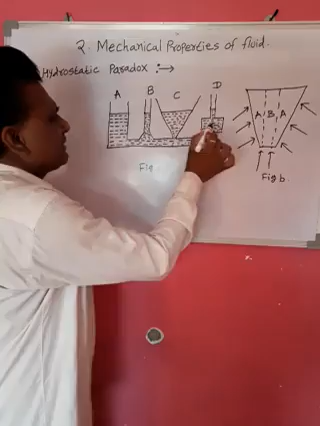 2. Mechanical Properties of fluid.
Hydrostatic Paradox :→
A B C D
A B A
Fig
Fig b